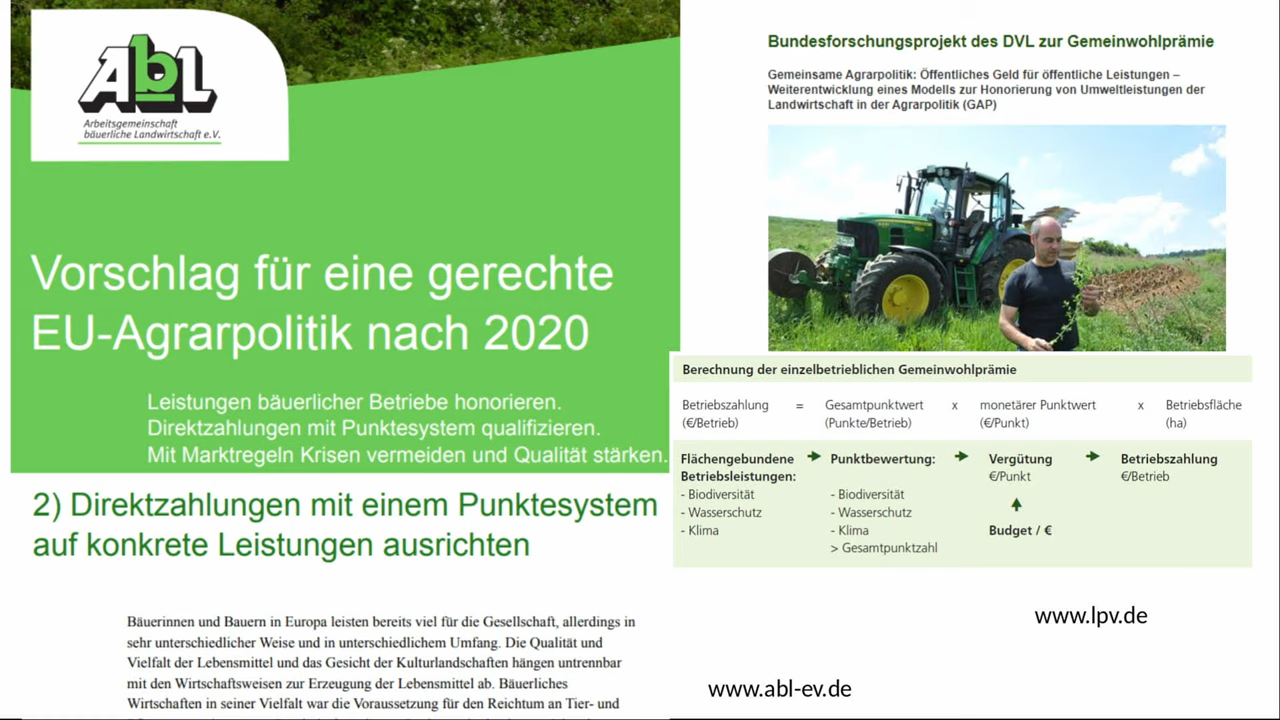 AbL
Arbeitsgemeinschaft
bäuerliche Landwirtschaft e.V.
Vorschlag für eine gerechte
EU-Agrarpolitik nach 2020
Leistungen bäuerlicher Betriebe honorieren.
Direktzahlungen mit Punktesystem qualifizieren.
Mit Marktregeln Krisen vermeiden und Qualität stärken.
2) Direktzahlungen mit einem Punktesystem
auf konkrete Leistungen ausrichten
Bäuerinnen und Bauern in Europa leisten bereits viel für die Gesellschaft, allerdings in
sehr unterschiedlicher Weise und in unterschiedlichem Umfang. Die Qualität und
Vielfalt der Lebensmittel und das Gesicht der Kulturlandschaften hängen untrennbar
mit den Wirtschaftsweisen zur Erzeugung der Lebensmittel ab. Bäuerliches
Wirtschaften in seiner Vielfalt war die Voraussetzung für den Reichtum an Tier- und
Bundesforschungsprojekt des DVL zur Gemeinwohlprämie
Gemeinsame Agrarpolitik: Öffentliches Geld für öffentliche Leistungen –
Weiterentwicklung eines Modells zur Honorierung von Umweltleistungen der
Landwirtschaft in der Agrarpolitik (GAP)
Berechnung der einzelbetrieblichen Gemeinwohlprämie
Betriebszahlung = Gesamtpunktwert x monetärer Punktwert x Betriebsfläche
(€/Betrieb) (Punkte/Betrieb) (€/Punkt) (ha)
Flächengebundene Punktbewertung: Vergütung Betriebszahlung
Betriebsleistungen: €/Punkt €/Betrieb
- Biodiversität - Biodiversität
- Wasserschutz - Wasserschutz
- Klima - Klima Budget / €
> Gesamtpunktzahl
www.lpv.de
www.abl-ev.de